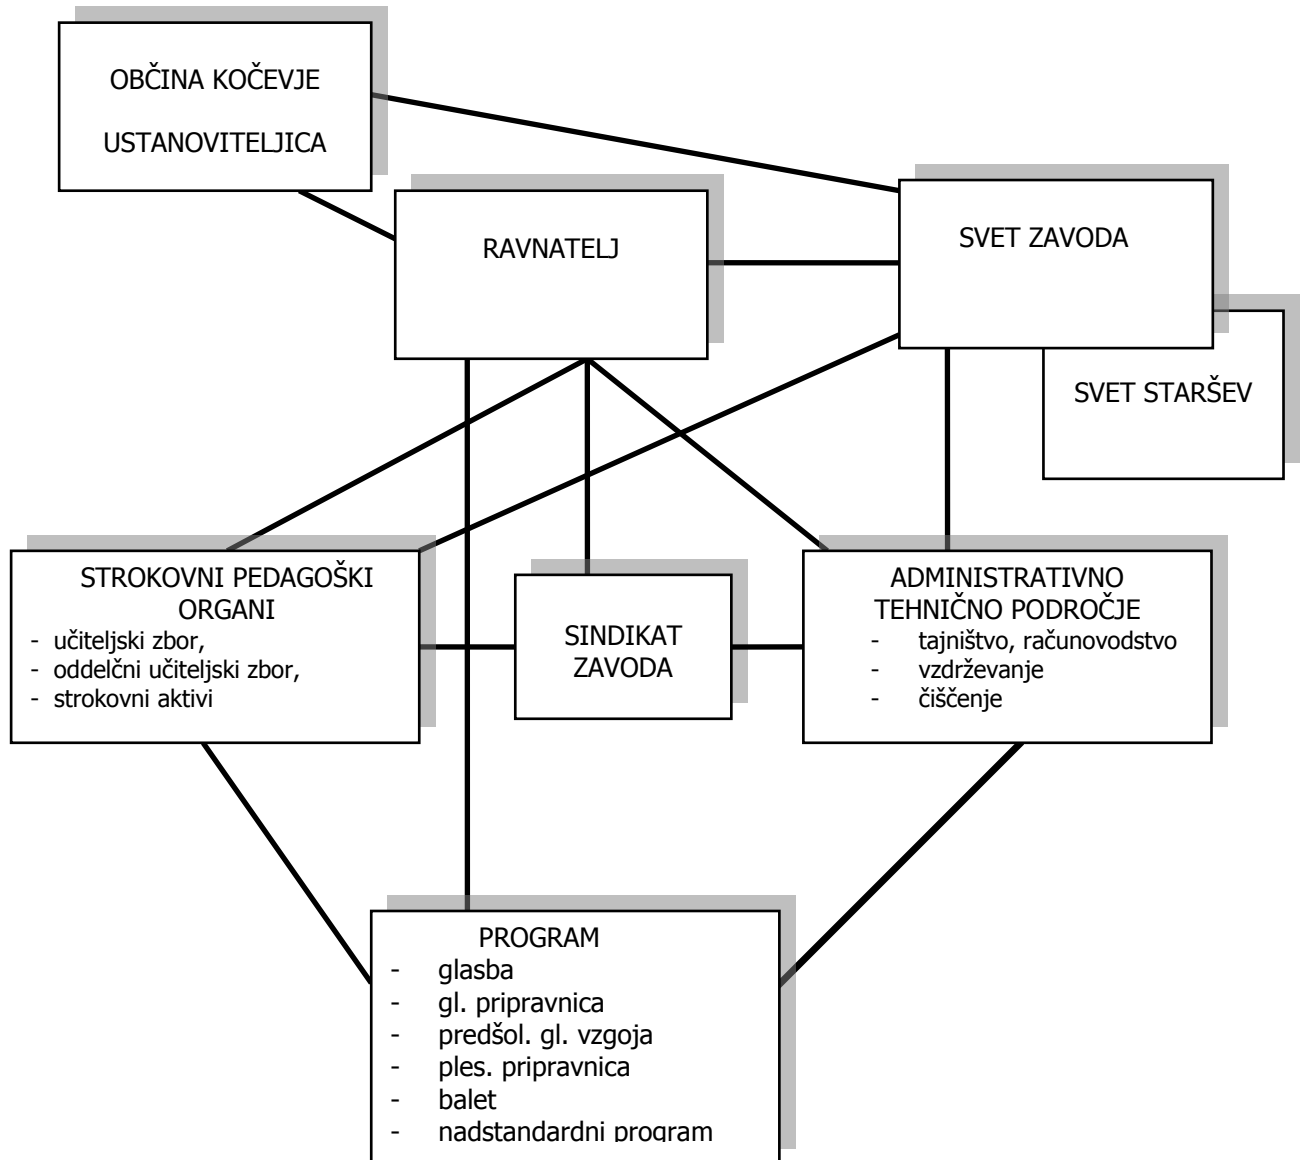 OBČINA KOČEVJE
USTANOVITELJICA
RAVNATELJ
SVET ZAVODA
SVET STARŠEV
STROKOVNI PEDAGOŠKI
ORGANI
- učiteljski zbor,
- oddelčni učiteljski zbor,
- strokovni aktivi
SINDIKAT
ZAVODA
ADMINISTRATIVNO
TEHNIČNO PODROČJE
- tajništvo, računovodstvo
- vzdrževanje
- čiščenje
PROGRAM
- glasba
- gl. pripravnica
- predšol. gl. vzgoja
- ples. pripravnica
- balet
- nadstandardni program